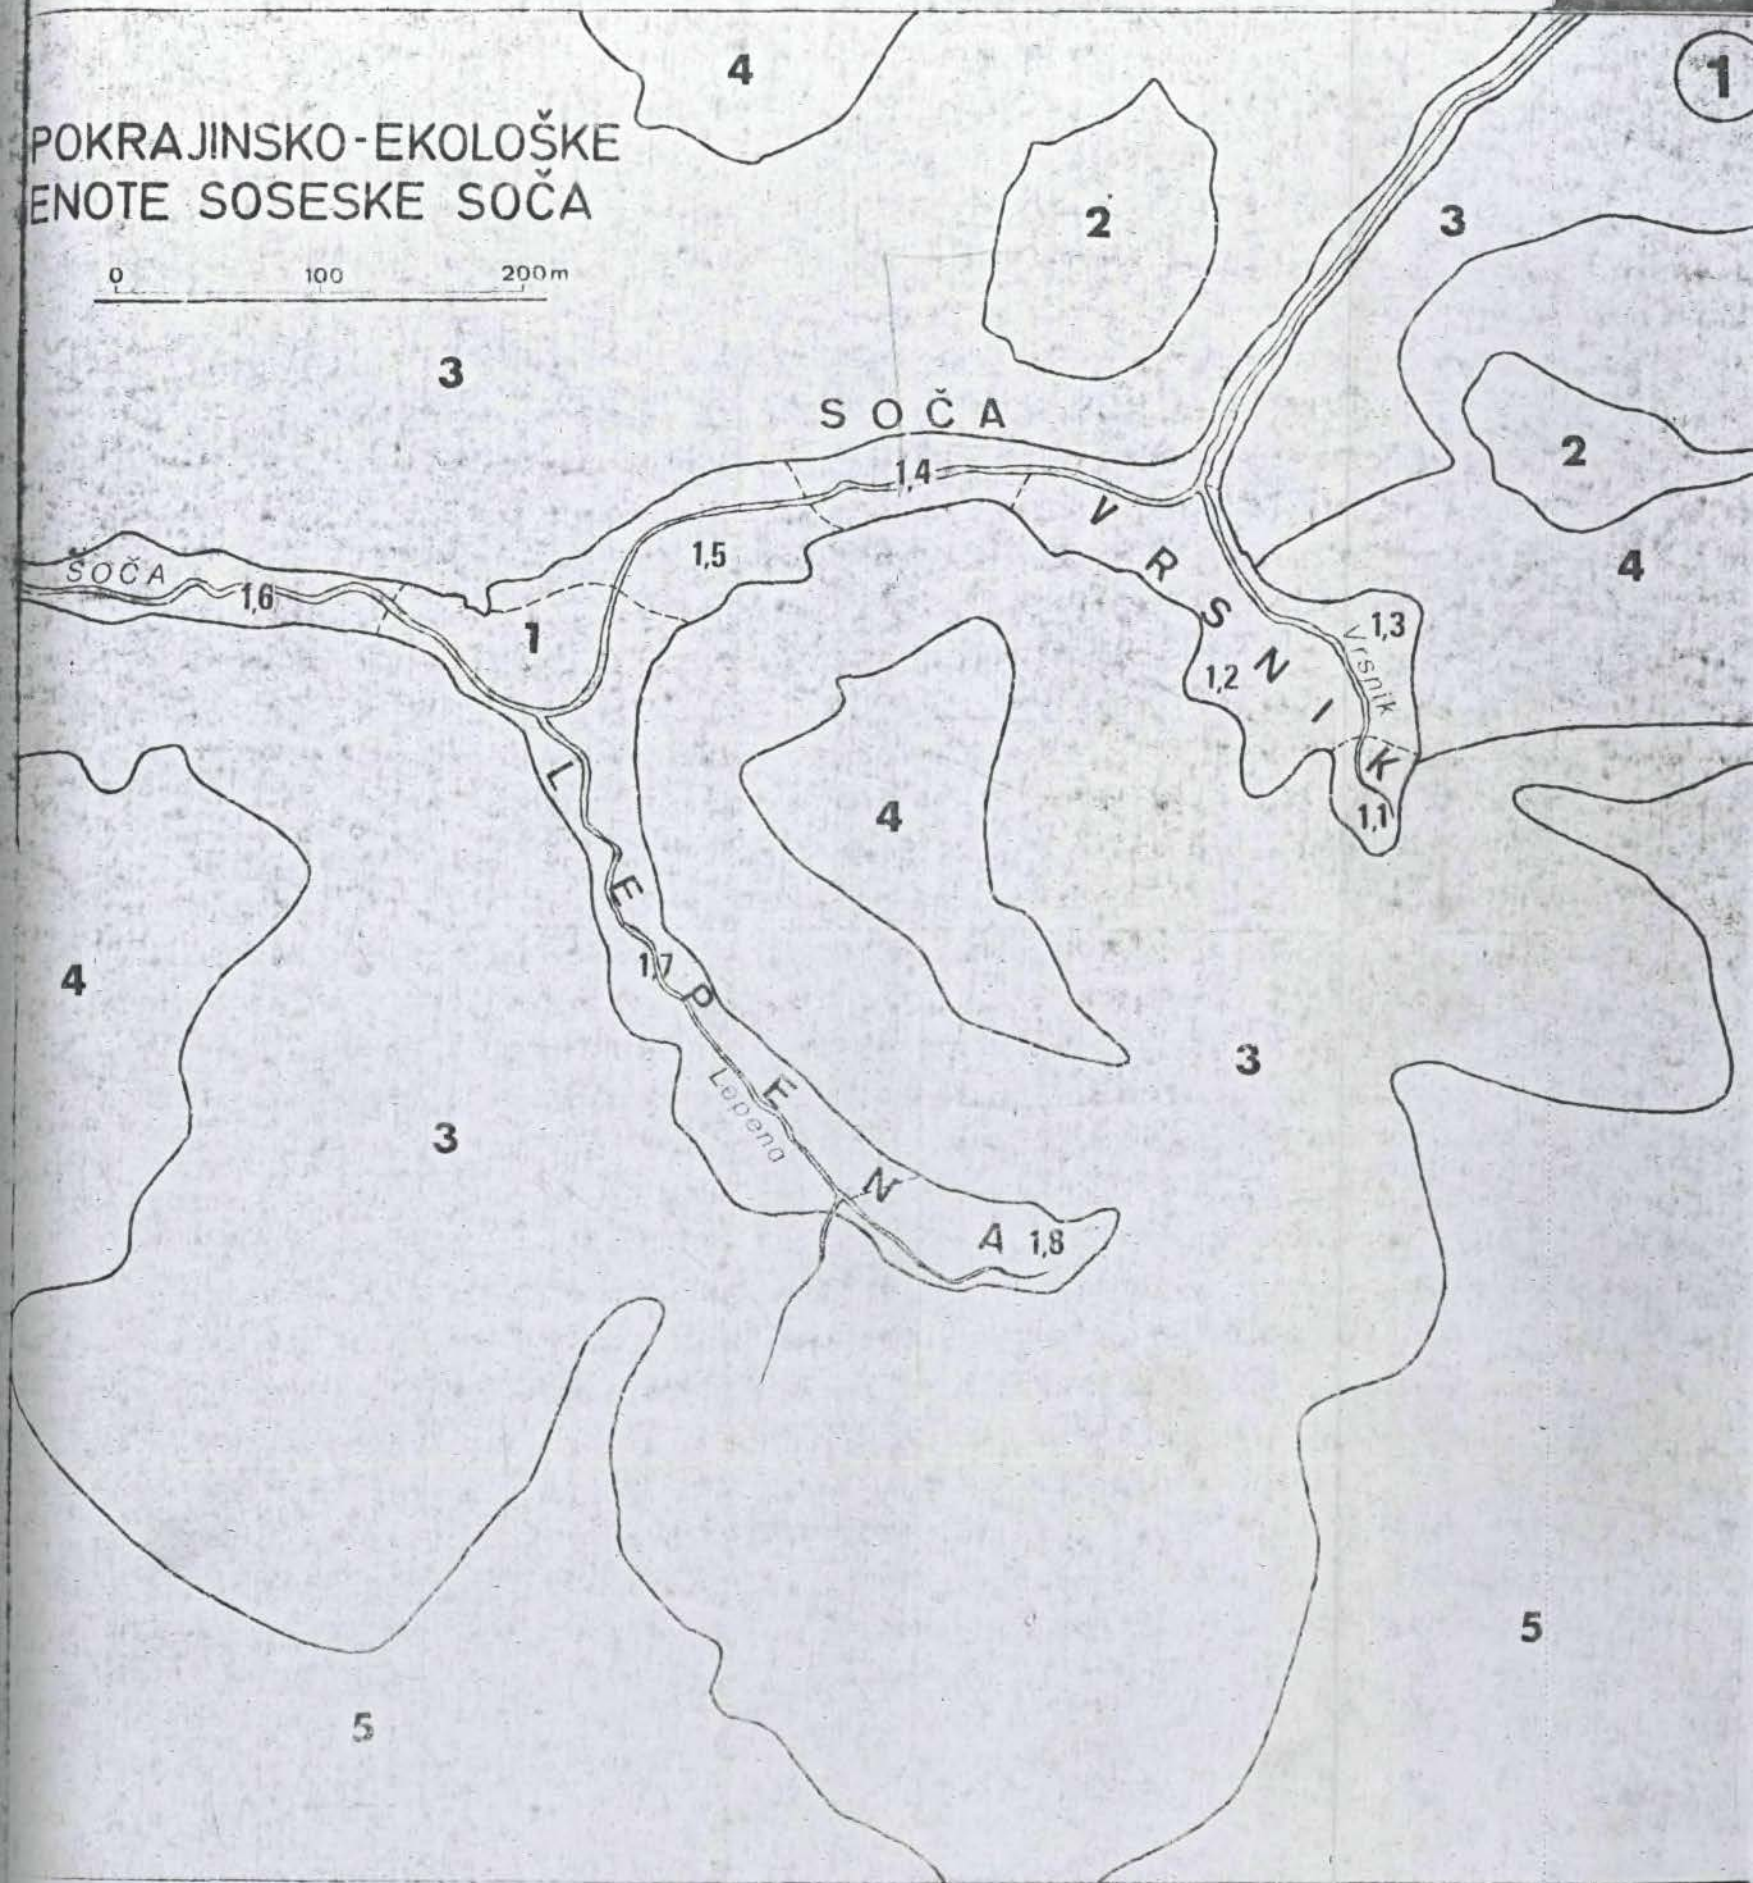 1
POKRAJINSKO-EKOLOŠKE
ENOTE SOSESKE SOČA
0 100 200m
4
2
3
3
SOČA
2
1,4
VRSNIK
4
1,5
SOČA
1,6
1
1,3
1,2
Vrsnik
1,1
LEPENA
4
4
1,7
3
Lepena
3
1,8
5
5